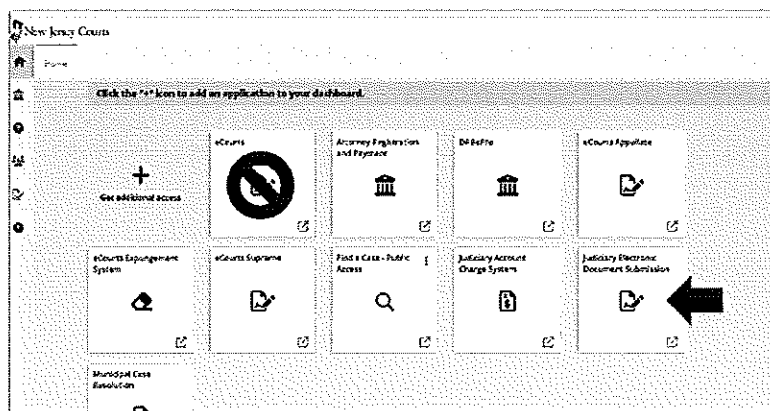 New Jersey Courts
Home
Click the "+" icon to add an application to your dashboard.
Get additional access
eCourts
Attorney Registration
and Payment
eCourts Appellate
eCourts Expungement
System
eCourts Supreme
Find a Case - Public
Access
Judiciary Account
Charge System
Judiciary Electronic
Document Submission
Municipal Case
Resolution